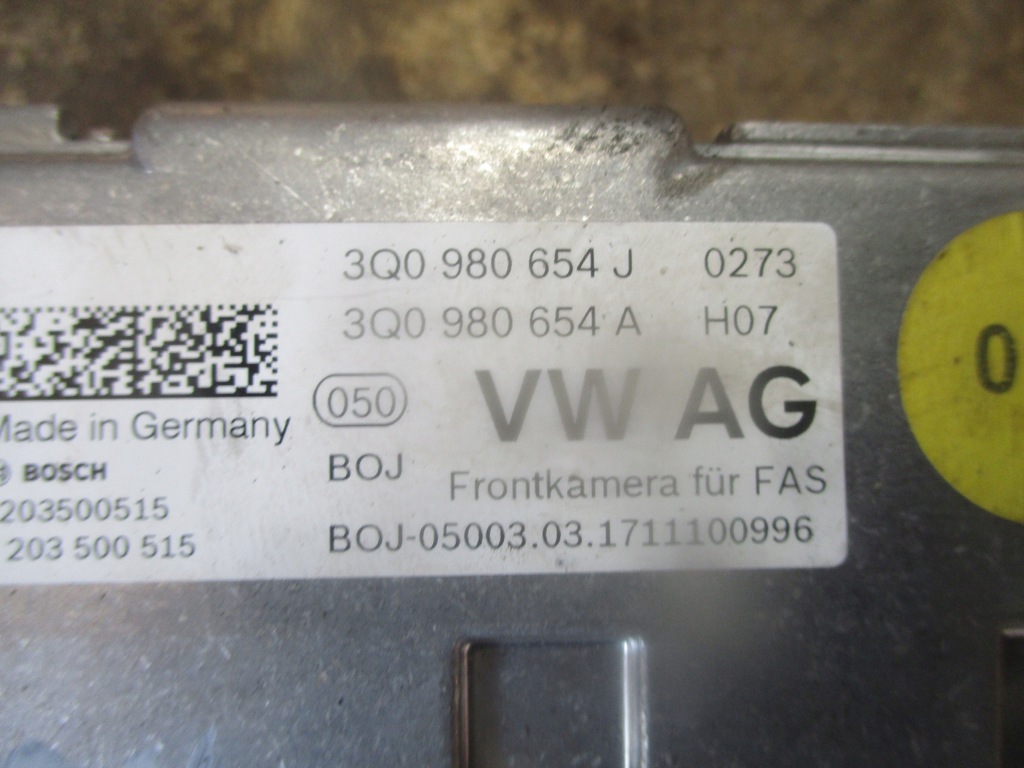 3Q0 980 654 J 0273
3Q0 980 654 A H07
050 VW AG
Made in Germany
BOSCH
BOJ
Frontkamera für FAS
203500515
203 500 515
BOJ-05003.03.1711100996
0